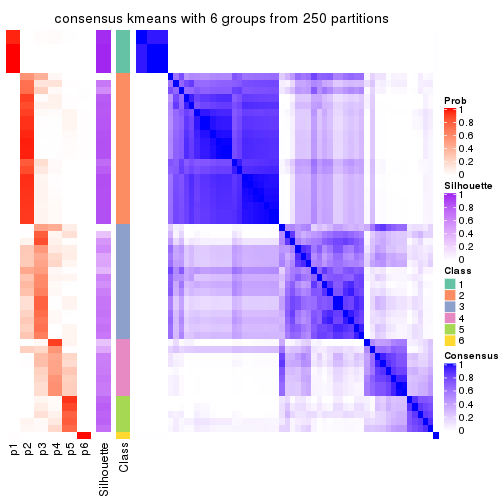 consensus kmeans with 6 groups from 250 partitions
Prob
1
0.8
0.6
0.4
0.2
0
Silhouette
1
0.8
0.6
0.4
0.2
0
Class
1
2
3
4
5
6
Consensus
1
0.8
0.6
0.4
0.2
0
p1
p2
p3
p4
p5
p6
Silhouette
Class